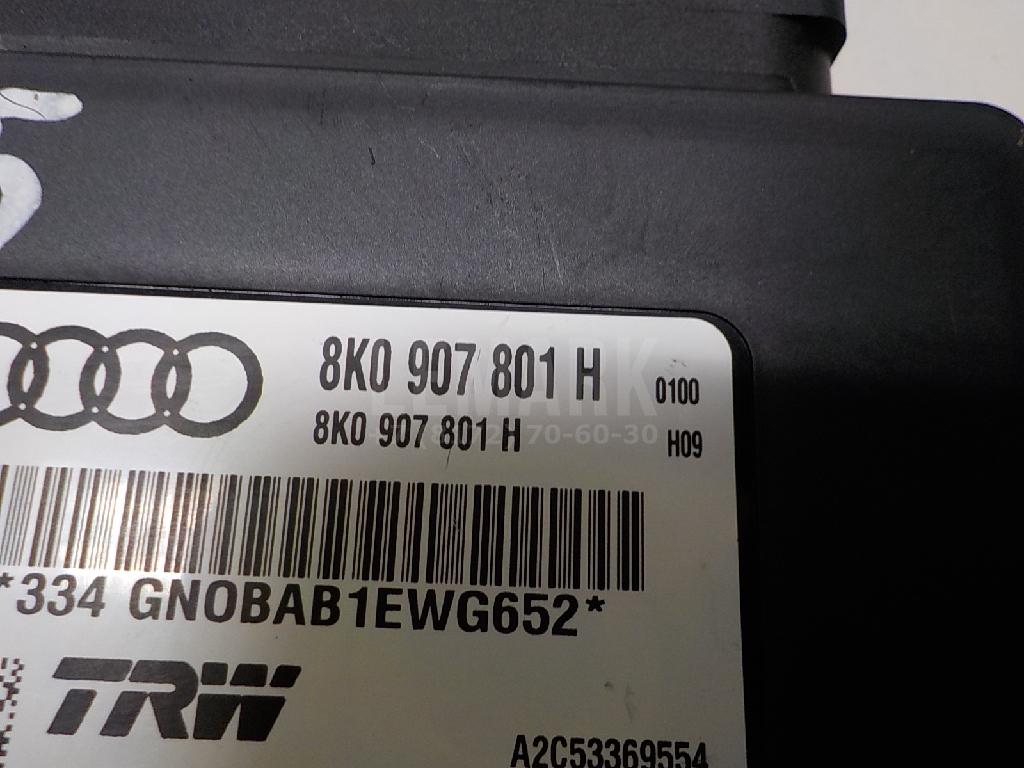 8K0 907 801 H 0100
8K0 907 801 H H09
*334 GNOBAB1EWG652*
TRW
A2C53369554